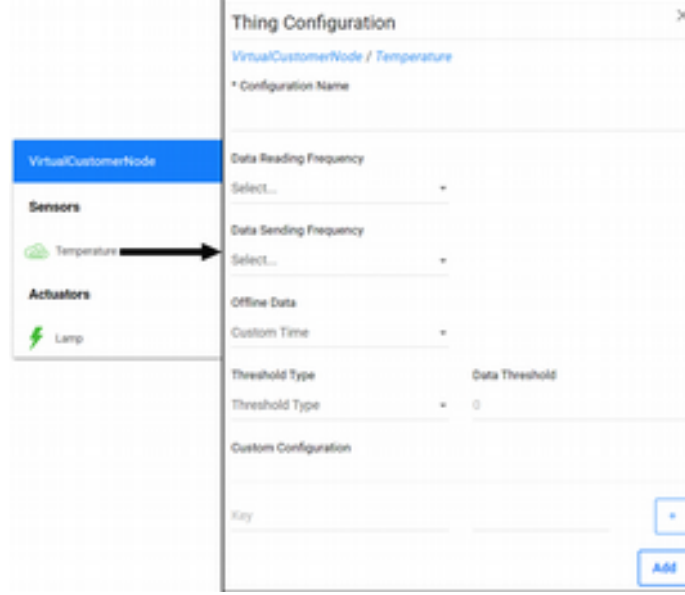 Thing Configuration
×
VirtualCustomerNode / Temperature
* Configuration Name
VirtualCustomerNode
Data Reading Frequency
Select...
Sensors
Data Sending Frequency
Temperature
Select...
Actuators
Offline Data
Lamp
Custom Time
Threshold Type
Data Threshold
Threshold Type
0
Custom Configuration
Key
+
Add